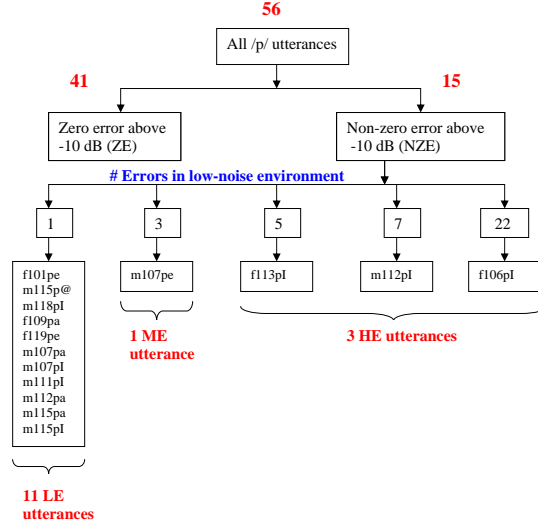 56
All /p/ utterances
41
15
Zero error above
-10 dB (ZE)
Non-zero error above
-10 dB (NZE)
# Errors in low-noise environment
1
3
5
7
22
f101pe
m115p@
m118pI
f109pa
f119pe
m107pa
m107pI
m111pI
m112pa
m115pa
m115pI
m107pe
f113pI
m112pI
f106pI
1 ME
utterance
3 HE utterances
11 LE
utterances